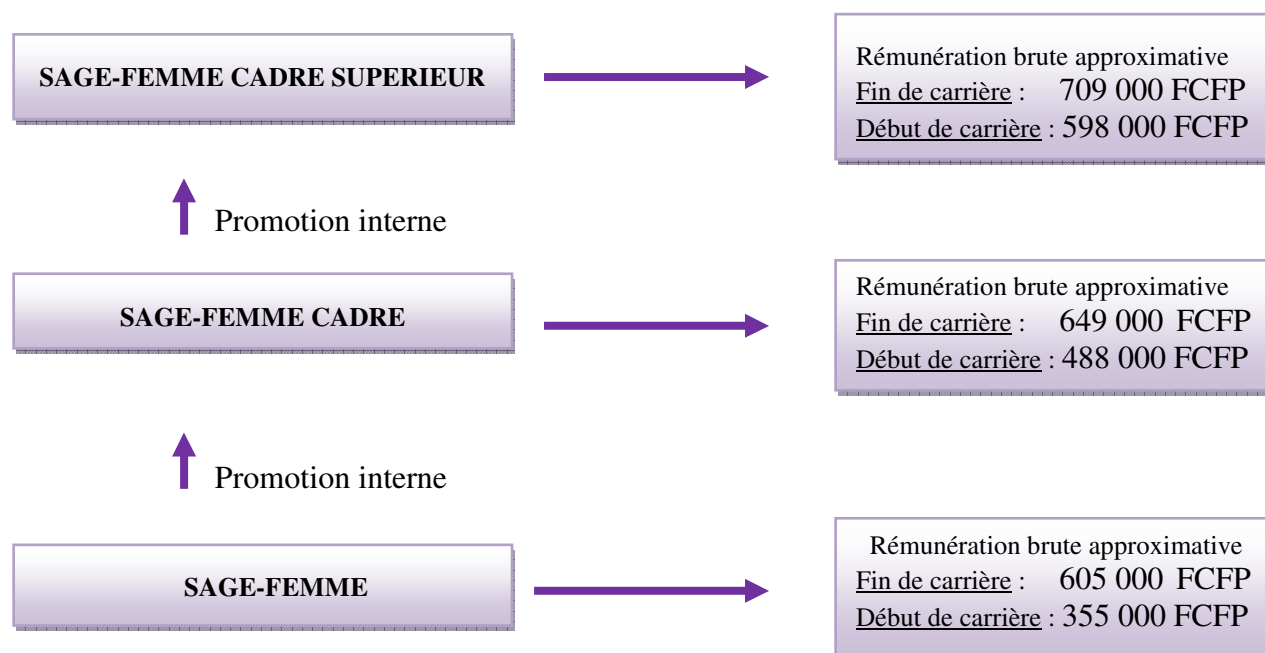 SAGE-FEMME CADRE SUPERIEUR
Rémunération brute approximative
Fin de carrière : 709 000 FCFP
Début de carrière : 598 000 FCFP
Promotion interne
SAGE-FEMME CADRE
Rémunération brute approximative
Fin de carrière : 649 000 FCFP
Début de carrière : 488 000 FCFP
Promotion interne
SAGE-FEMME
Rémunération brute approximative
Fin de carrière : 605 000 FCFP
Début de carrière : 355 000 FCFP